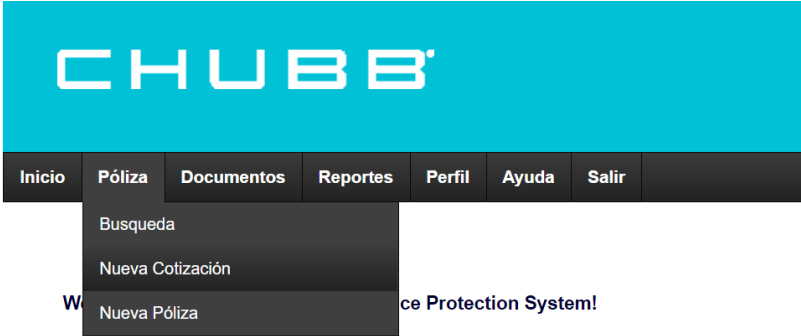 CHUBB
Inicio Póliza Documentos Reportes Perfil Ayuda Salir
Busqueda
Nueva Cotización
ce Protection System!
Nueva Póliza